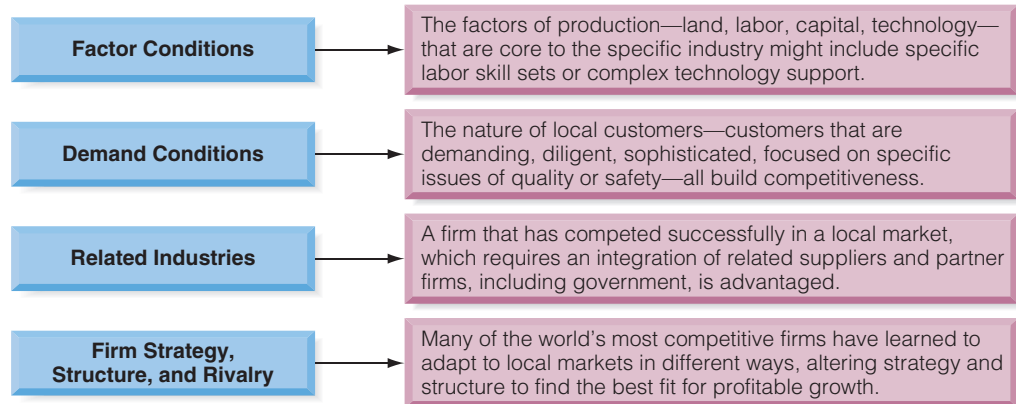 Factor Conditions
The factors of production—land, labor, capital, technology—
that are core to the specific industry might include specific
labor skill sets or complex technology support.
Demand Conditions
The nature of local customers—customers that are
demanding, diligent, sophisticated, focused on specific
issues of quality or safety—all build competitiveness.
Related Industries
A firm that has competed successfully in a local market,
which requires an integration of related suppliers and partner
firms, including government, is advantaged.
Firm Strategy,
Structure, and Rivalry
Many of the world's most competitive firms have learned to
adapt to local markets in different ways, altering strategy and
structure to find the best fit for profitable growth.